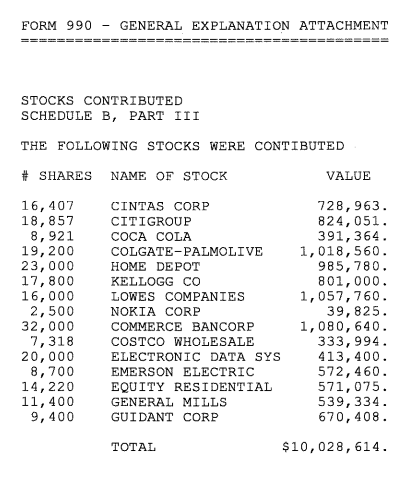 FORM 990 - GENERAL EXPLANATION ATTACHMENT
=========================================
STOCKS CONTRIBUTED
SCHEDULE B, PART III
THE FOLLOWING STOCKS WERE CONTIBUTED
# SHARES NAME OF STOCK VALUE
16,407 CINTAS CORP 728,963.
18,857 CITIGROUP 824,051.
8,921 COCA COLA 391,364.
19,200 COLGATE-PALMOLIVE 1,018,560.
23,000 HOME DEPOT 985,780.
17,800 KELLOGG CO 801,000.
16,000 LOWES COMPANIES 1,057,760.
2,500 NOKIA CORP 39,825.
32,000 COMMERCE BANCORP 1,080,640.
7,318 COSTCO WHOLESALE 333,994.
20,000 ELECTRONIC DATA SYS 413,400.
8,700 EMERSON ELECTRIC 572,460.
14,220 EQUITY RESIDENTIAL 571,075.
11,400 GENERAL MILLS 539,334.
9,400 GUIDANT CORP 670,408.
TOTAL $10,028,614.